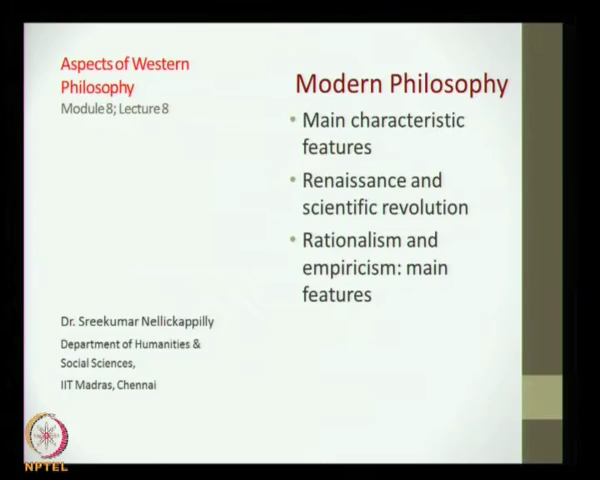 Aspects of Western
Philosophy
Module 8; Lecture 8
Modern Philosophy
• Main characteristic
features
• Renaissance and
scientific revolution
• Rationalism and
empiricism: main
features
Dr. Sreekumar Nellickappilly
Department of Humanities &
Social Sciences,
IIT Madras, Chennai
NPTEL